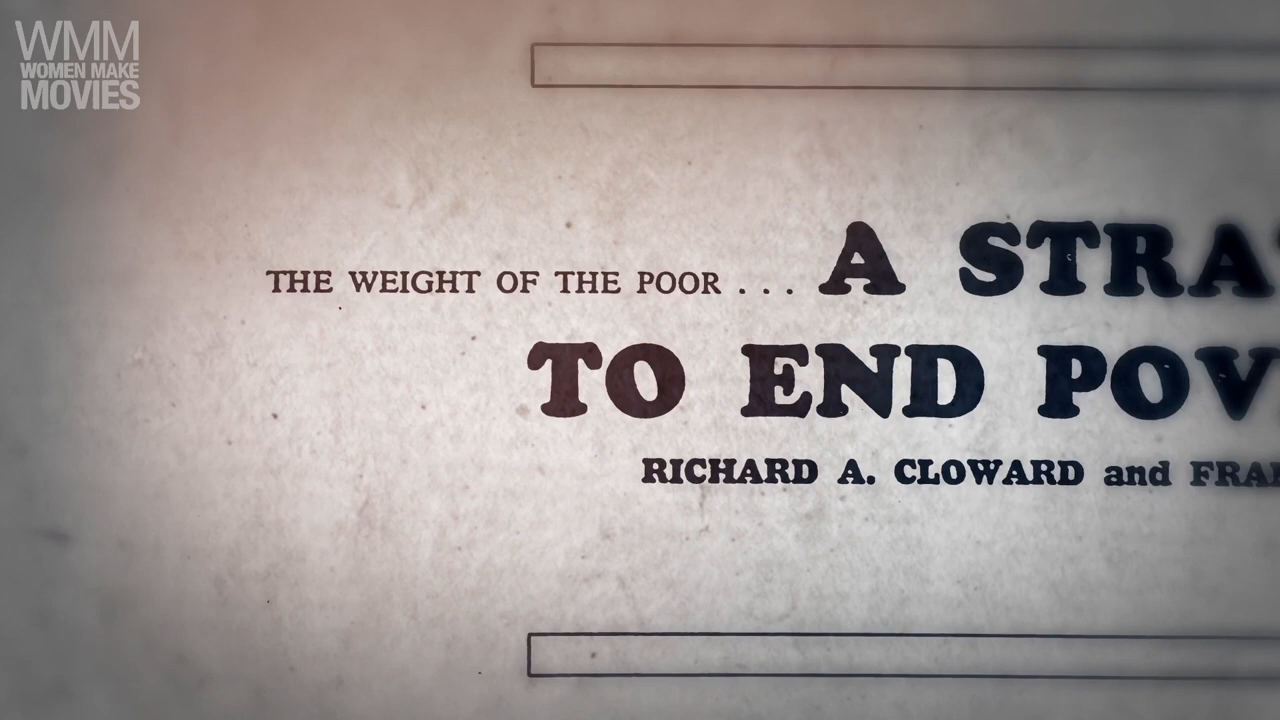 WMM
WOMEN MAKE
MOVIES
THE WEIGHT OF THE POOR . . . A STRA
TO END POV
RICHARD A. CLOWARD and FRA